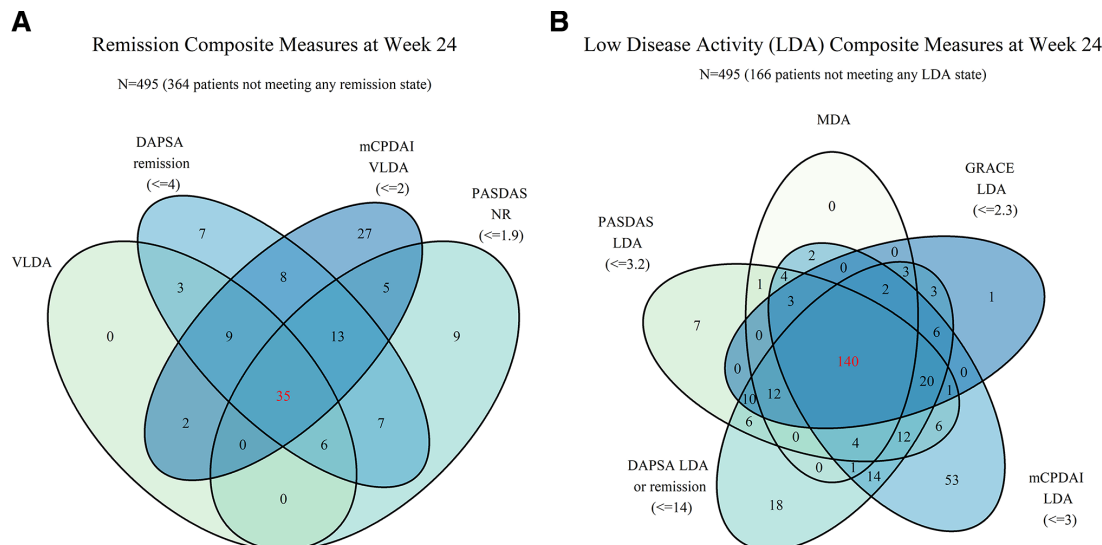 A
Remission Composite Measures at Week 24
N=495 (364 patients not meeting any remission state)
DAPSA
remission
(<=4)
mCPDAI
VLDA
(<=2)
PASDAS
NR
(<=1.9)
VLDA
7
27
3
8
5
0
9
13
9
35
2
0
6
7
0
B
Low Disease Activity (LDA) Composite Measures at Week 24
N=495 (166 patients not meeting any LDA state)
MDA
GRACE
LDA
(<=2.3)
PASDAS
LDA
(<=3.2)
0
2
0
0
3
1
4
2
3
1
3
7
0
6
140
0
0
20
1
10
12
6
0
4
12
6
0
1
14
53
18
DAPSA LDA
or remission
(<=14)
mCPDAI
LDA
(<=3)